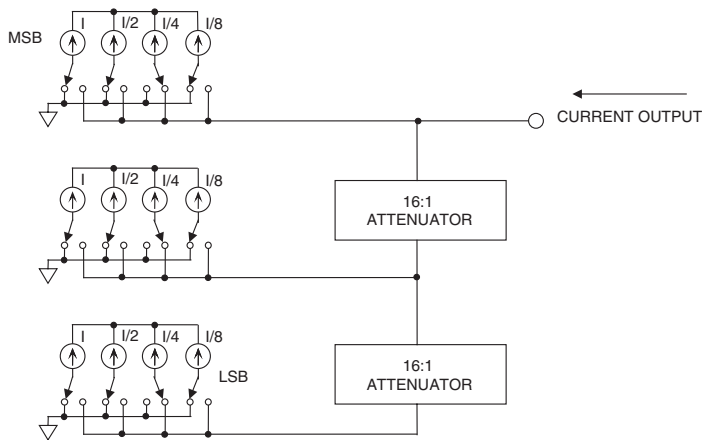 I I/2 I/4 I/8
MSB
CURRENT OUTPUT
I I/2 I/4 I/8
16:1
ATTENUATOR
I I/2 I/4 I/8
LSB
16:1
ATTENUATOR